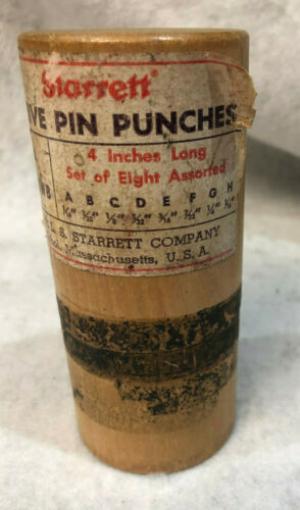 Starrett
VE PIN PUNCHES
4 Inches Long
Set of Eight Assorted
A B C D E F G H
S. STARRETT COMPANY
Massachusetts, U. S. A.